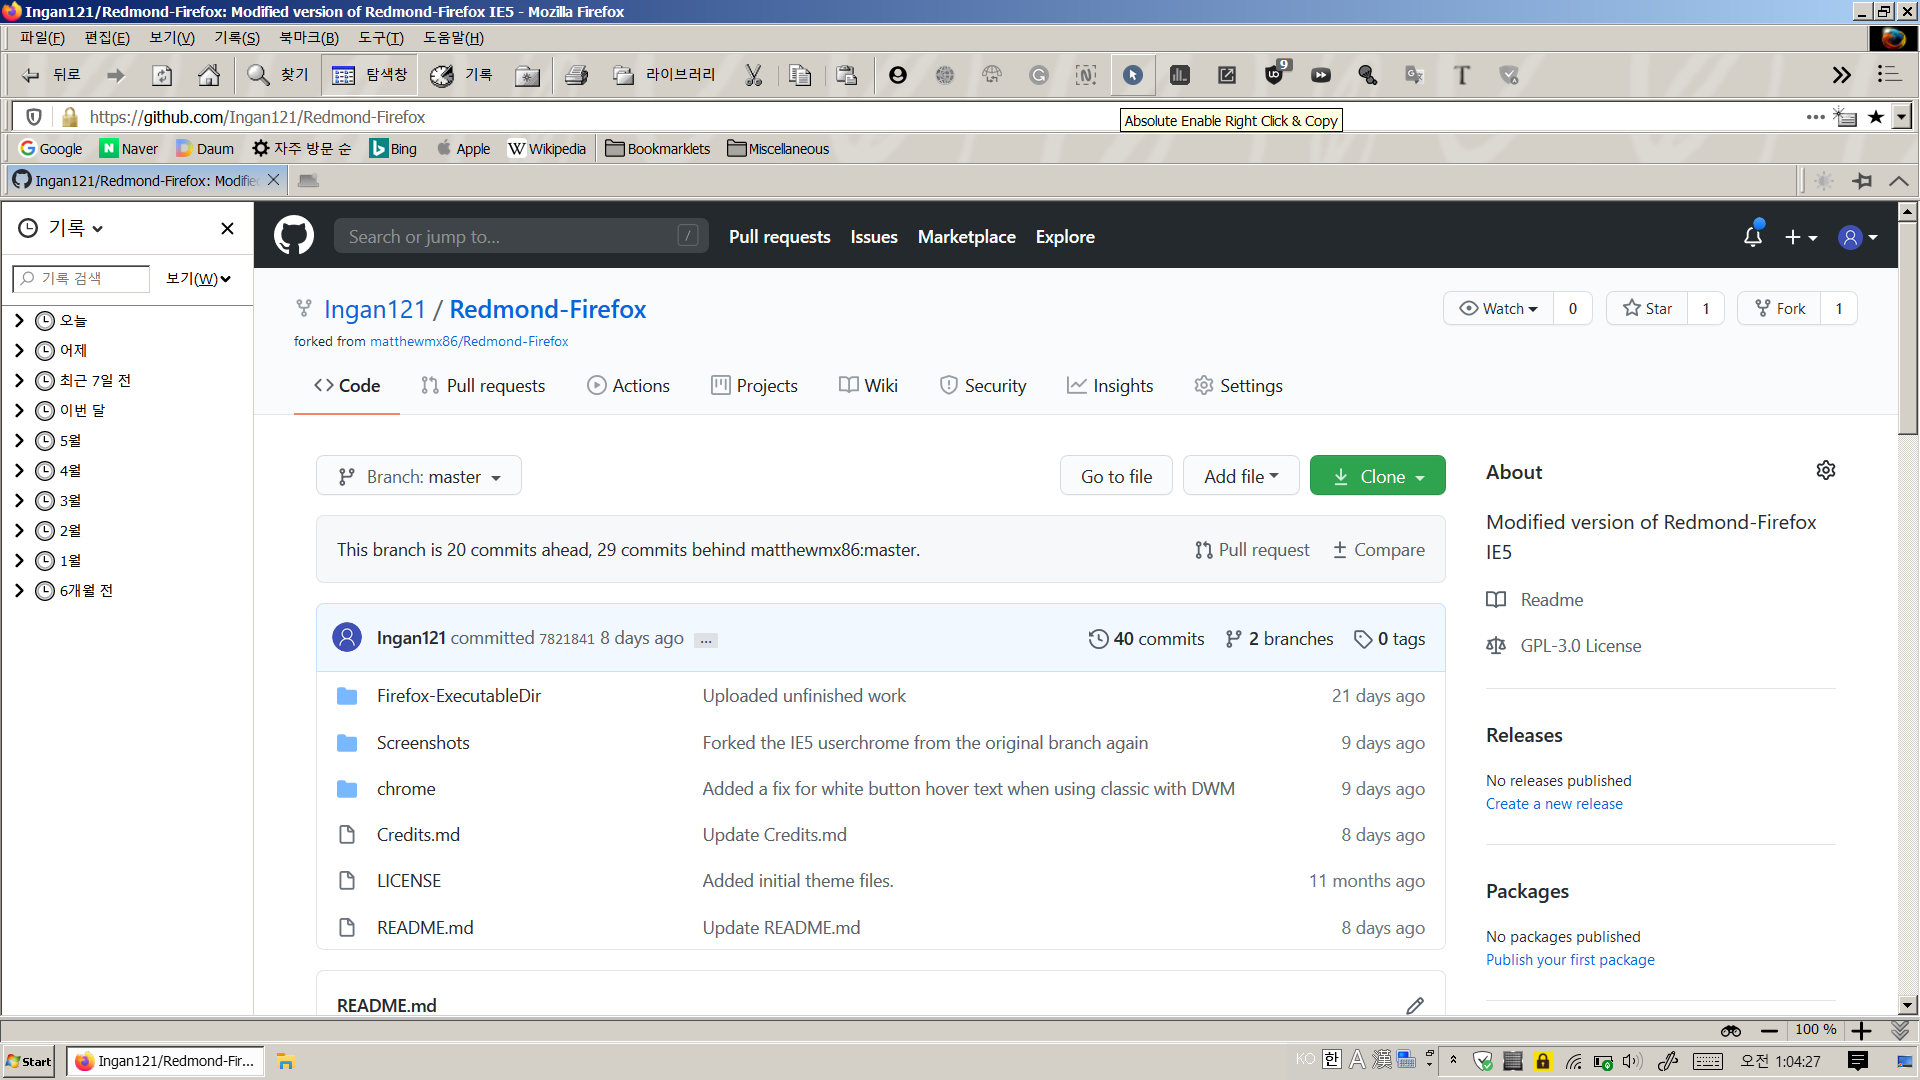 Ingan121/Redmond-Firefox: Modified version of Redmond-Firefox IE5 - Mozilla Firefox
파일(F) 편집(E) 보기(V) 기록(S) 북마크(B) 도구(T) 도움말(H)
뒤로 찾기 탐색창 기록 라이브러리 9
https://github.com/Ingan121/Redmond-Firefox
Absolute Enable Right Click & Copy
Google Naver Daum 자주 방문 순 Bing Apple Wikipedia Bookmarklets Miscellaneous
Ingan121/Redmond-Firefox: Modifie
기록
기록 검색 보기(W)
오늘
어제
최근 7일 전
이번 달
5월
4월
3월
2월
1월
6개월 전
Search or jump to... / Pull requests Issues Marketplace Explore
Ingan121 / Redmond-Firefox
Watch 0 Star 1 Fork 1
forked from matthewmx86/Redmond-Firefox
Code Pull requests Actions Projects Wiki Security Insights Settings
Branch: master Go to file Add file Clone
This branch is 20 commits ahead, 29 commits behind matthewmx86:master. Pull request Compare
Ingan121 committed 7821841 8 days ago ... 40 commits 2 branches 0 tags
Firefox-ExecutableDir Uploaded unfinished work 21 days ago
Screenshots Forked the IE5 userchrome from the original branch again 9 days ago
chrome Added a fix for white button hover text when using classic with DWM 9 days ago
Credits.md Update Credits.md 8 days ago
LICENSE Added initial theme files. 11 months ago
README.md Update README.md 8 days ago
README.md
About
Modified version of Redmond-Firefox
IE5
Readme
GPL-3.0 License
Releases
No releases published
Create a new release
Packages
No packages published
Publish your first package
100 %
Start Ingan121/Redmond-Fir... KO 한 A 漢 오전 1:04:27